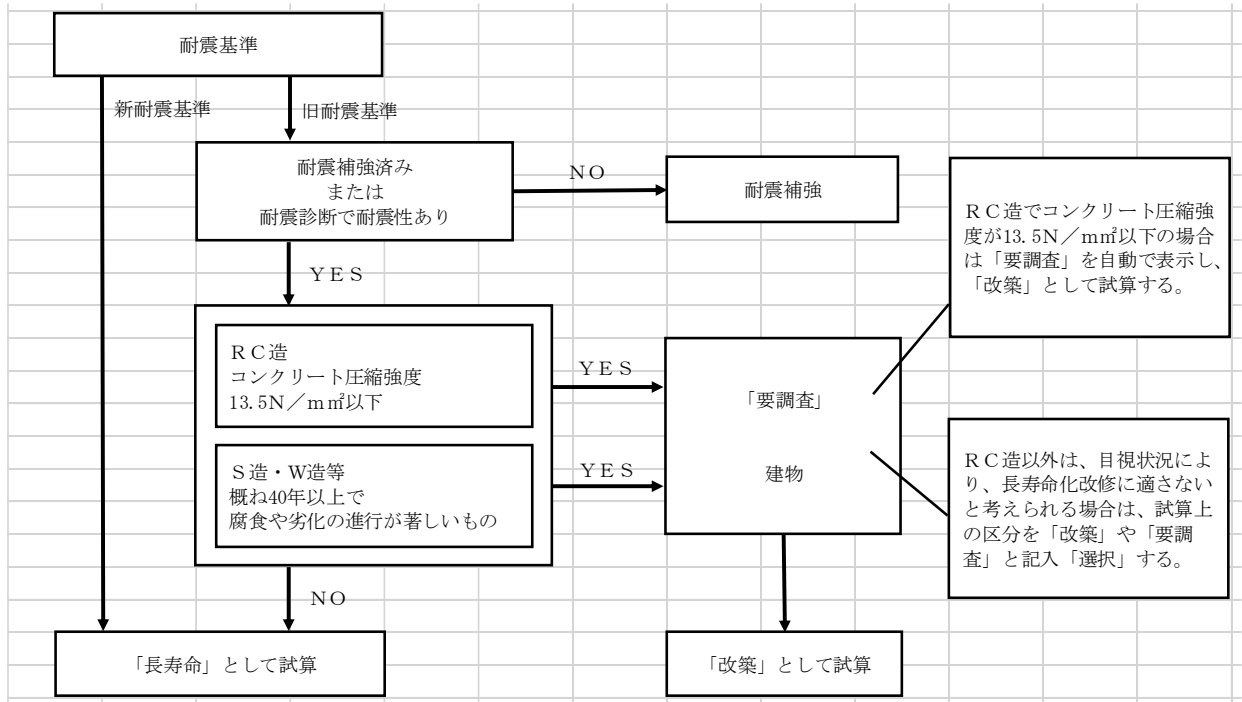 耐震基準
新耐震基準
旧耐震基準
耐震補強済み
または
耐震診断で耐震性あり
NO
耐震補強
YES
RC造
コンクリート圧縮強度
13.5N／mm²以下
YES
S造・W造等
概ね40年以上で
腐食や劣化の進行が著しいもの
YES
「要調査」
建物
RC造でコンクリート圧縮強
度が13.5N／mm²以下の場合
は「要調査」を自動で表示し、
「改築」として試算する。
RC造以外は、目視状況によ
り、長寿命化改修に適さない
と考えられる場合は、試算上
の区分を「改築」や「要調
査」と記入「選択」する。
NO
「長寿命」として試算
「改築」として試算